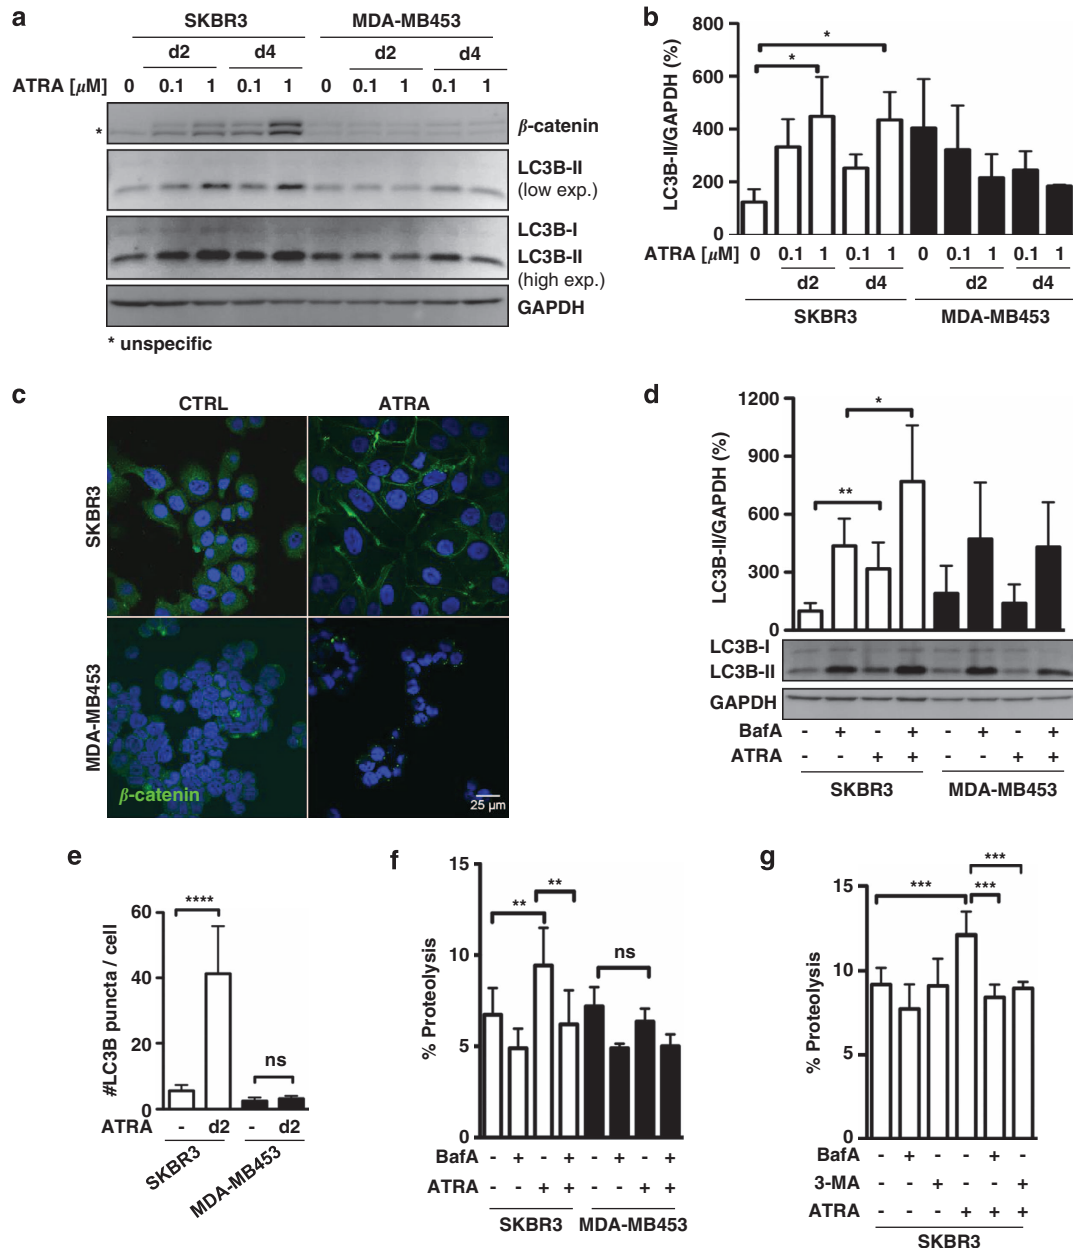 a
SKBR3 MDA-MB453
d2 d4 d2 d4
ATRA [μM] 0 0.1 1 0.1 1 0 0.1 1 0.1 1
* β-catenin
LC3B-II
(low exp.)
LC3B-I
LC3B-II
(high exp.)
GAPDH
* unspecific
b
LC3B-II/GAPDH (%)
800
600
400
200
0
* *
ATRA [μM] 0 0.1 1 0.1 1 0 0.1 1 0.1 1
d2 d4 d2 d4
SKBR3 MDA-MB453
c
CTRL ATRA
SKBR3
MDA-MB453
β-catenin
25 μm
d
LC3B-II/GAPDH (%)
1200
900
600
300
0
** *
LC3B-I
LC3B-II
GAPDH
BafA - + - + - + - +
ATRA - - + + - - + +
SKBR3 MDA-MB453
e
#LC3B puncta / cell
60
40
20
0
**** ns
ATRA - d2 - d2
SKBR3 MDA-MB453
f
% Proteolysis
15
10
5
0
** ** ns
BafA - + - + - + - +
ATRA - - + + - - + +
SKBR3 MDA-MB453
g
% Proteolysis
15
10
5
0
*** *** ***
BafA - + - - + -
3-MA - - + - - +
ATRA - - - + + +
SKBR3